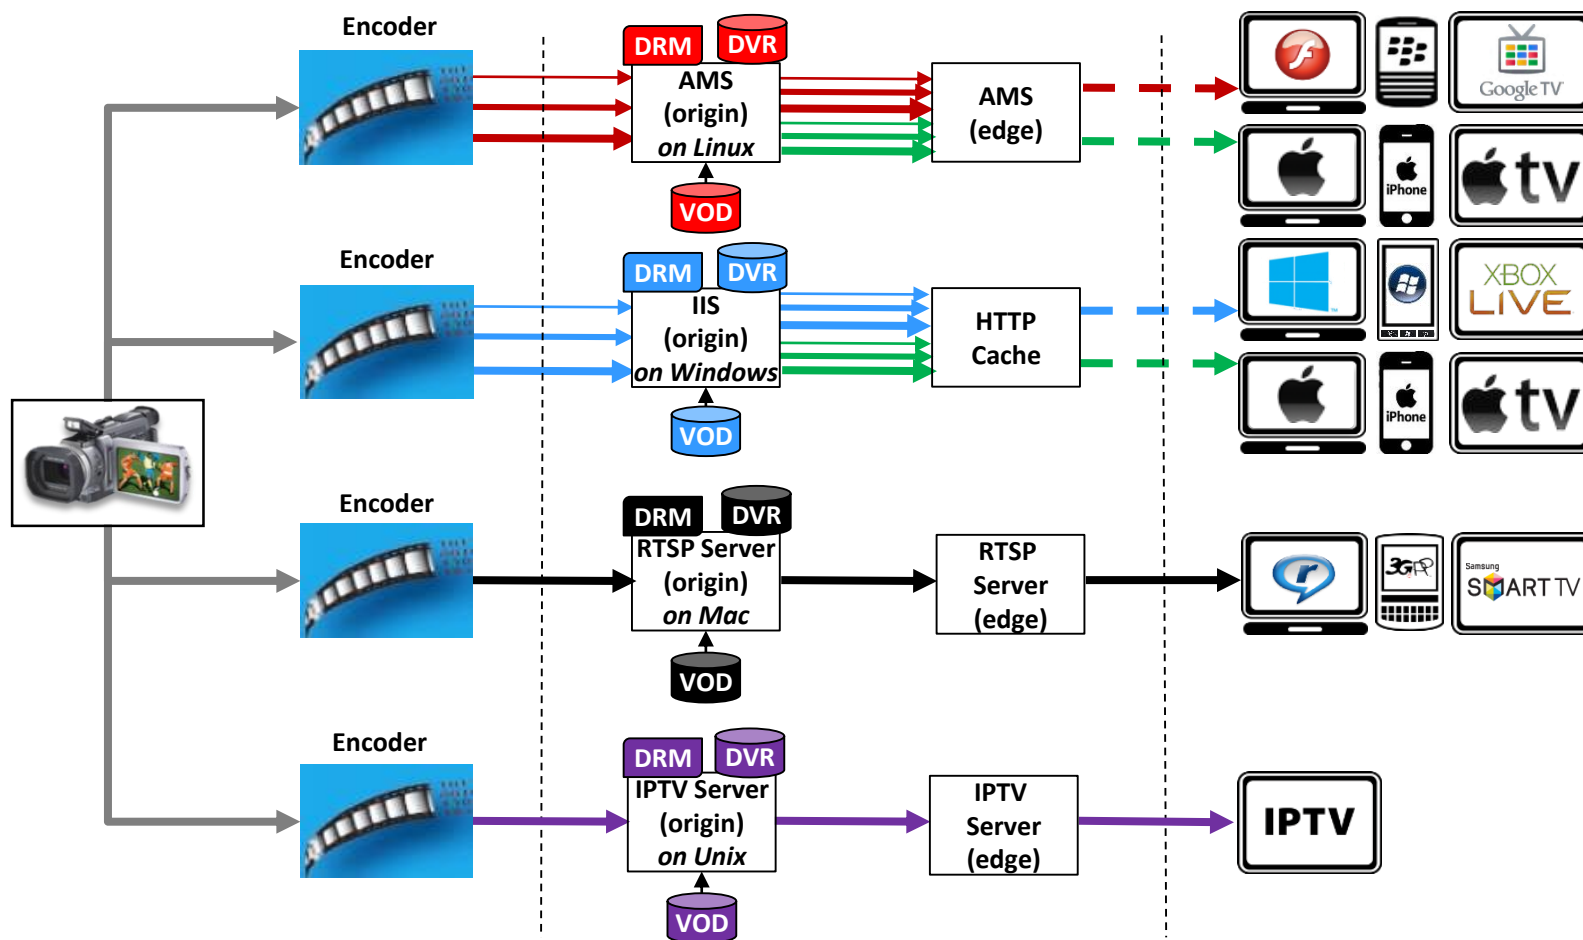 Encoder
DRM
DVR
AMS
(origin)
on Linux
VOD
AMS
(edge)
Google TV
iPhone
tv
Encoder
DRM
DVR
IIS
(origin)
on Windows
VOD
HTTP
Cache
TM
XBOX
LIVE
iPhone
tv
Encoder
DRM
DVR
RTSP Server
(origin)
on Mac
VOD
RTSP
Server
(edge)
r
3GPP
Samsung
SMART TV
Encoder
DRM
DVR
IPTV Server
(origin)
on Unix
VOD
IPTV
Server
(edge)
IPTV